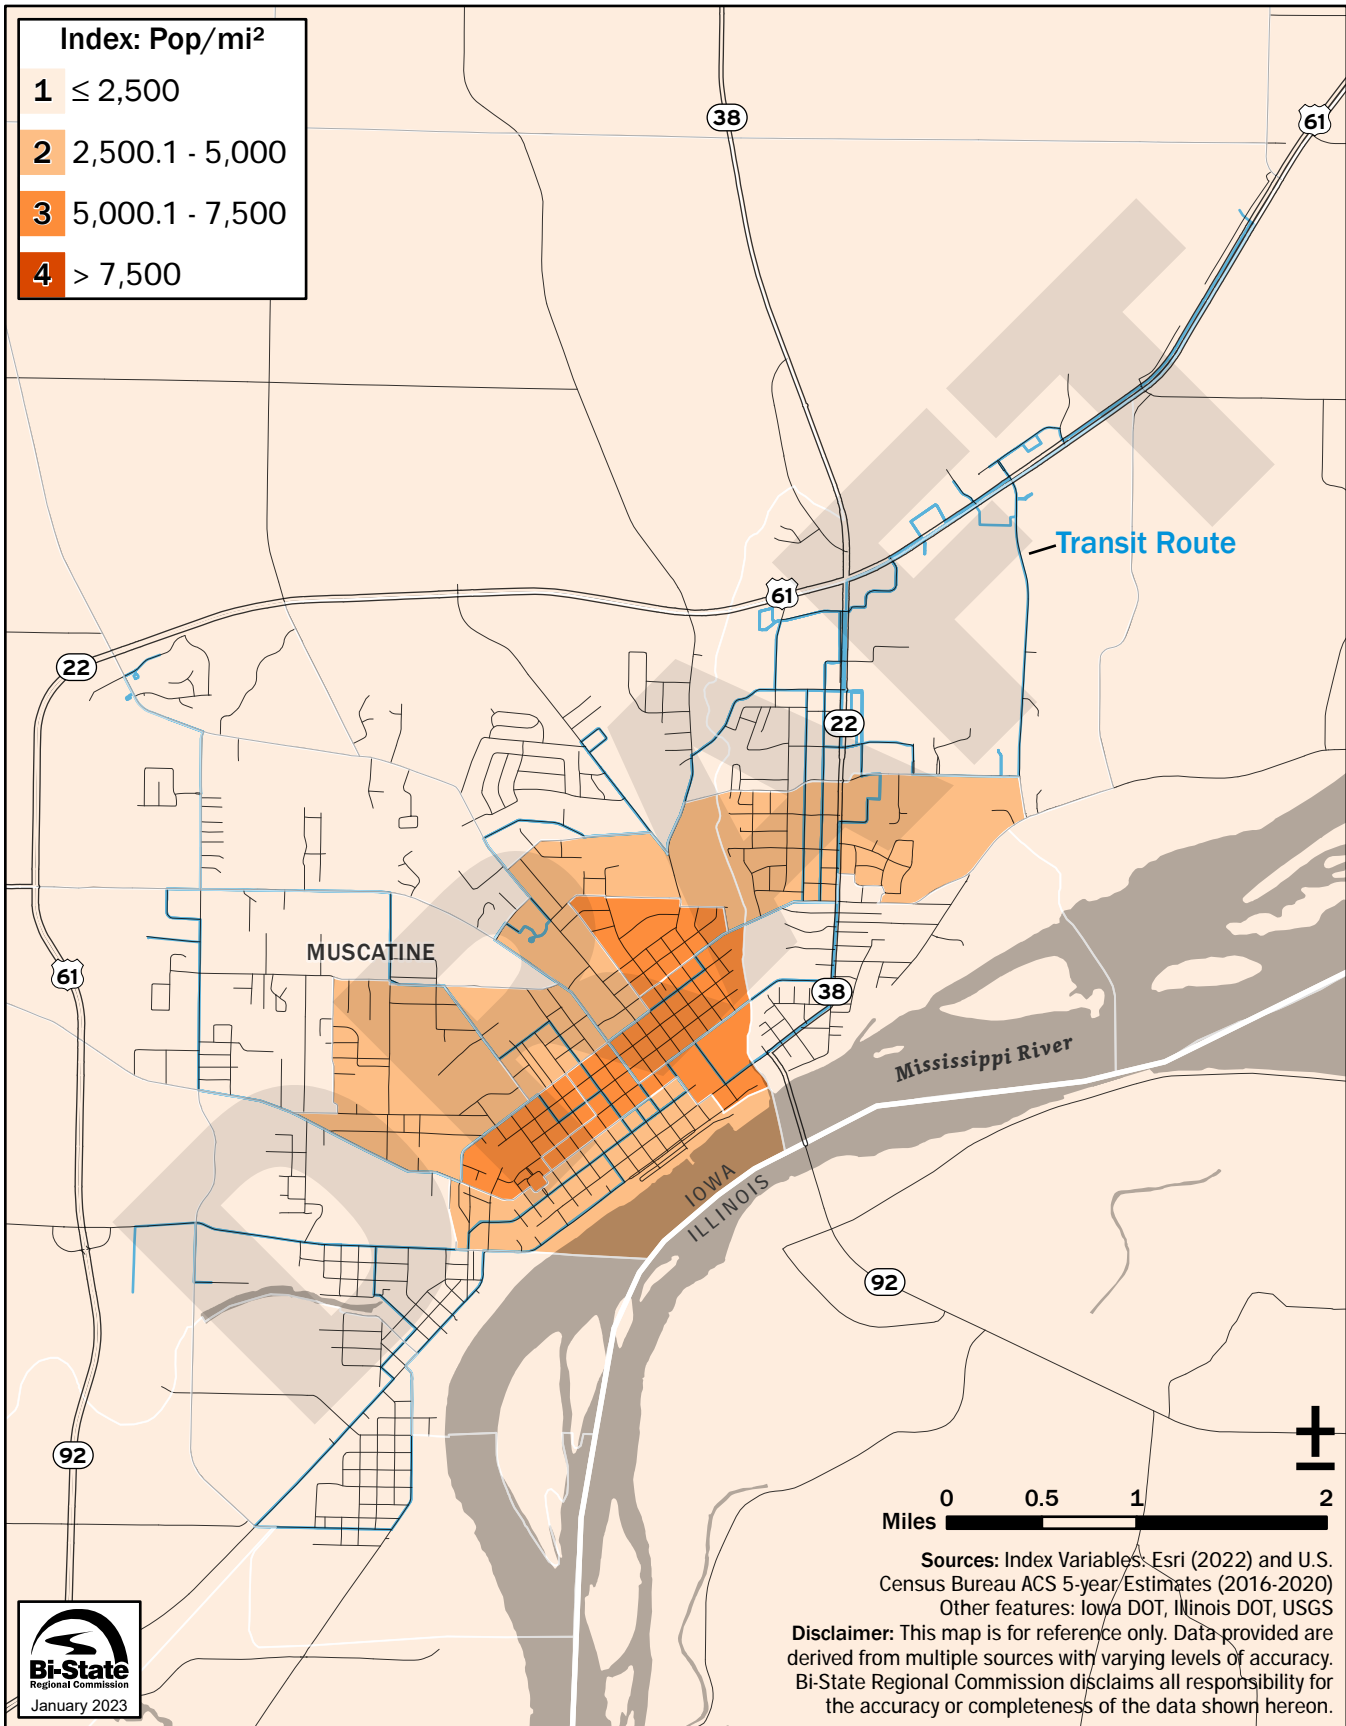 Index: Pop/mi²
1 ≤ 2,500
2 2,500.1 - 5,000
3 5,000.1 - 7,500
4 > 7,500
38
61
Transit Route
61
22
22
MUSCATINE
61
38
Mississippi River
IOWA
ILLINOIS
92
92
DRAFT
0 0.5 1 2
Miles
Sources: Index Variables: Esri (2022) and U.S.
Census Bureau ACS 5-year Estimates (2016-2020)
Other features: Iowa DOT, Illinois DOT, USGS
Disclaimer: This map is for reference only. Data provided are
derived from multiple sources with varying levels of accuracy.
Bi-State Regional Commission disclaims all responsibility for
the accuracy or completeness of the data shown hereon.
Bi-State
Regional Commission
January 2023